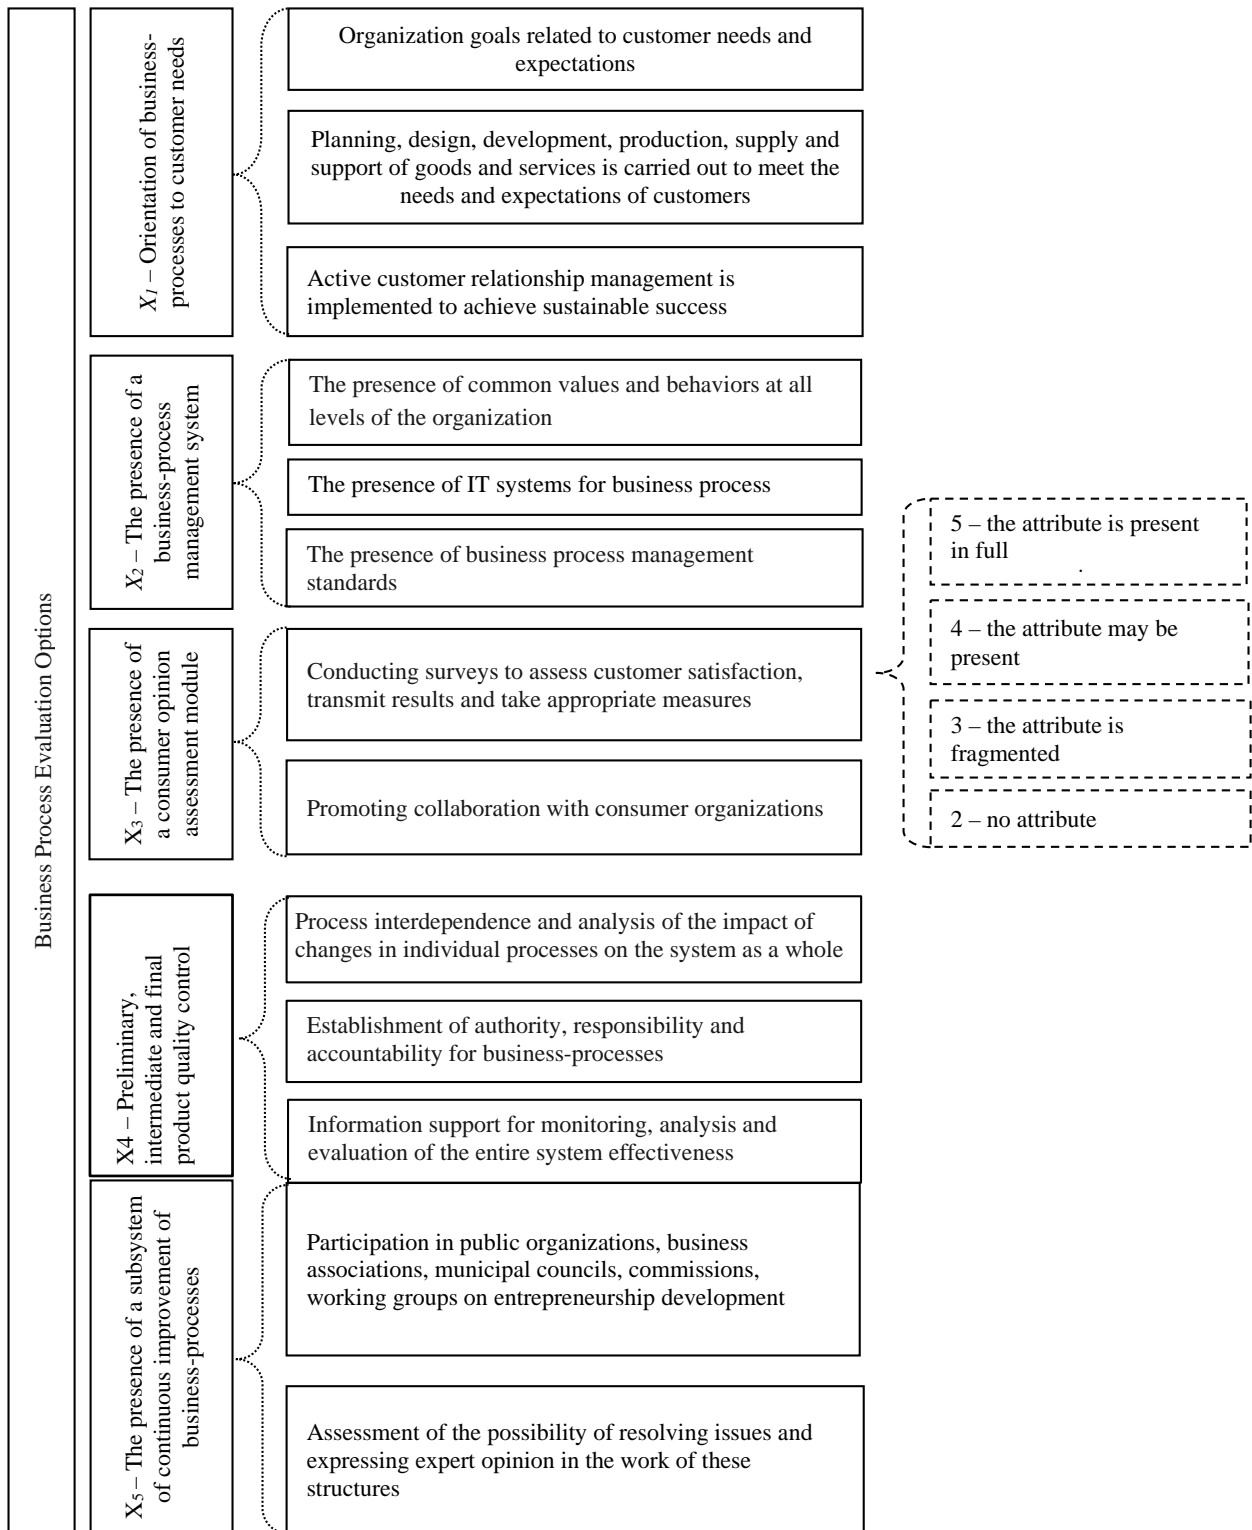 Business Process Evaluation Options
X1 – Orientation of business-
processes to customer needs
Organization goals related to customer needs and
expectations
Planning, design, development, production, supply and
support of goods and services is carried out to meet the
needs and expectations of customers
Active customer relationship management is
implemented to achieve sustainable success
X2 – The presence of a
business-process
management system
The presence of common values and behaviors at all
levels of the organization
The presence of IT systems for business process
The presence of business process management
standards
X3 – The presence of
a consumer opinion
assessment module
Conducting surveys to assess customer satisfaction,
transmit results and take appropriate measures
Promoting collaboration with consumer organizations
5 – the attribute is present
in full
.
4 – the attribute may be
present
3 – the attribute is
fragmented
2 – no attribute
X4 – Preliminary,
intermediate and final
product quality control
Process interdependence and analysis of the impact of
changes in individual processes on the system as a whole
Establishment of authority, responsibility and
accountability for business-processes
Information support for monitoring, analysis and
evaluation of the entire system effectiveness
X5 – The presence of a subsystem
of continuous improvement of
business-processes
Participation in public organizations, business
associations, municipal councils, commissions,
working groups on entrepreneurship development
Assessment of the possibility of resolving issues and
expressing expert opinion in the work of these
structures